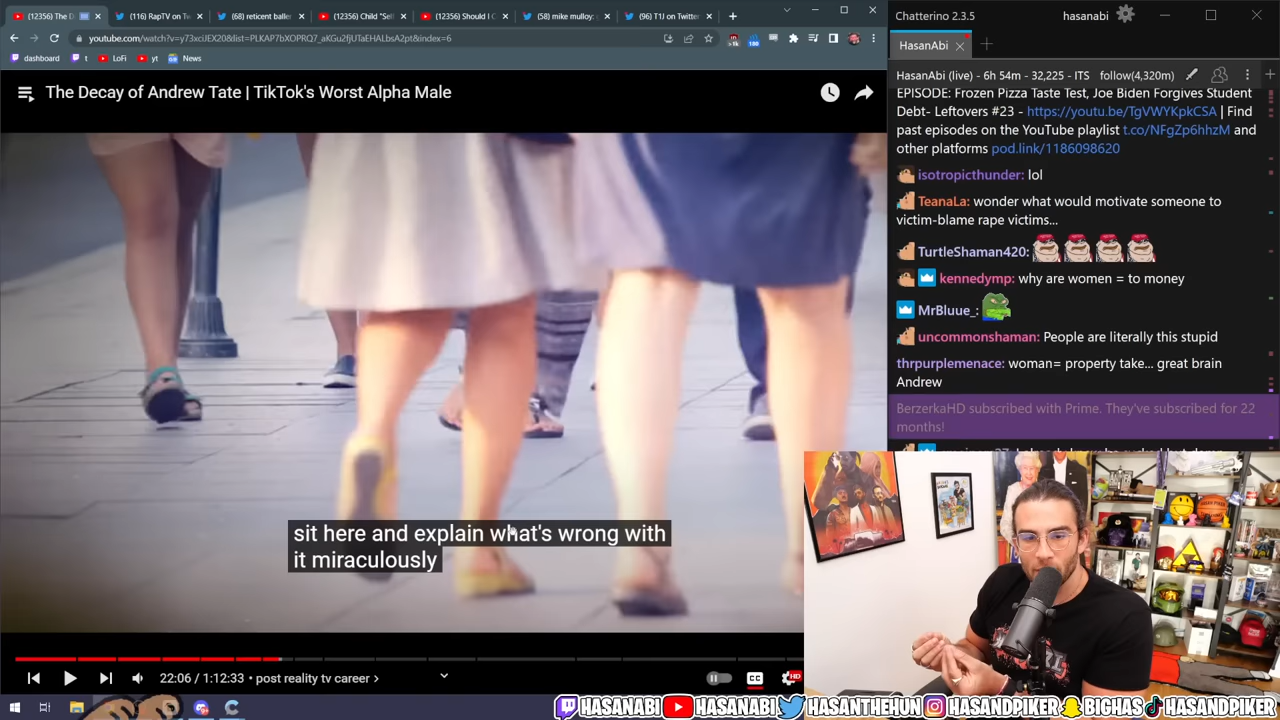 (12356) The D
(116) RapTV on Tw
(68) reticent baller
(12356) Child "Sel
(12356) Should I C
(58) mike mulloy:
(96) T1J on Twitter
youtube.com/watch?v=y73xciJEX20&list=PLKAP7bXOPRQ7_aKGu2fjUTaEHALbsA2pt&index=6
dashboard
t
LoFi
yt
News
The Decay of Andrew Tate | TikTok's Worst Alpha Male
sit here and explain what's wrong with
it miraculously
22:06 / 1:12:33 • post reality tv career >
CC
HD
Chatterino 2.3.5
hasanabi
HasanAbi
HasanAbi (live) - 6h 54m - 32,225 - ITS
follow(4,320m)
EPISODE: Frozen Pizza Taste Test, Joe Biden Forgives Student
Debt- Leftovers #23 - https://youtu.be/TgVWYKpkCSA | Find
past episodes on the YouTube playlist t.co/NFgZp6hhzM and
other platforms pod.link/1186098620
isotropicthunder: lol
TeanaLa: wonder what would motivate someone to
victim-blame rape victims...
TurtleShaman420:
kennedymp: why are women = to money
MrBluue_:
uncommonshaman: People are literally this stupid
thrpurplemenace: woman= property take... great brain
Andrew
BerzerkaHD subscribed with Prime. They've subscribed for 22
months!
HASANABI
HASANABI
HASANTHEHUN
HASANDPIKER
BIGHAS
HASANDPIKER